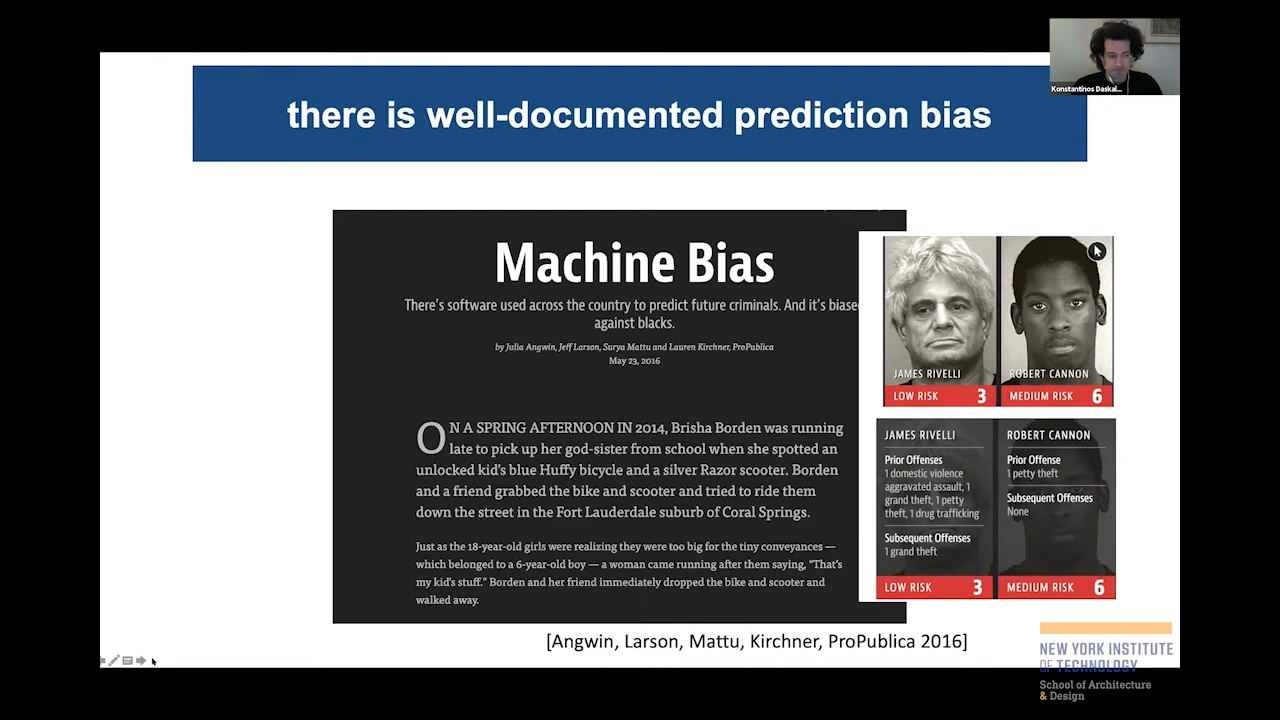 Konstantinos Daskal...
there is well-documented prediction bias
Machine Bias
There's software used across the country to predict future criminals. And it's biase
against blacks.
by Julia Angwin, Jeff Larson, Surya Mattu and Lauren Kirchner, ProPublica
May 23, 2016
ON A SPRING AFTERNOON IN 2014, Brisha Borden was running
late to pick up her god-sister from school when she spotted an
unlocked kid's blue Huffy bicycle and a silver Razor scooter. Borden
and a friend grabbed the bike and scooter and tried to ride them
down the street in the Fort Lauderdale suburb of Coral Springs.
Just as the 18-year-old girls were realizing they were too big for the tiny conveyances —
which belonged to a 6-year-old boy — a woman came running after them saying, "That's
my kid's stuff." Borden and her friend immediately dropped the bike and scooter and
walked away.
JAMES RIVELLI
LOW RISK 3
ROBERT CANNON
MEDIUM RISK 6
JAMES RIVELLI
Prior Offenses
1 domestic violence
aggravated assault, 1
grand theft, 1 petty
theft, 1 drug trafficking
Subsequent Offenses
1 grand theft
LOW RISK 3
ROBERT CANNON
Prior Offense
1 petty theft
Subsequent Offenses
None
MEDIUM RISK 6
[Angwin, Larson, Mattu, Kirchner, ProPublica 2016]
NEW YORK INSTITUTE
OF TECHNOLOGY
School of Architecture
& Design